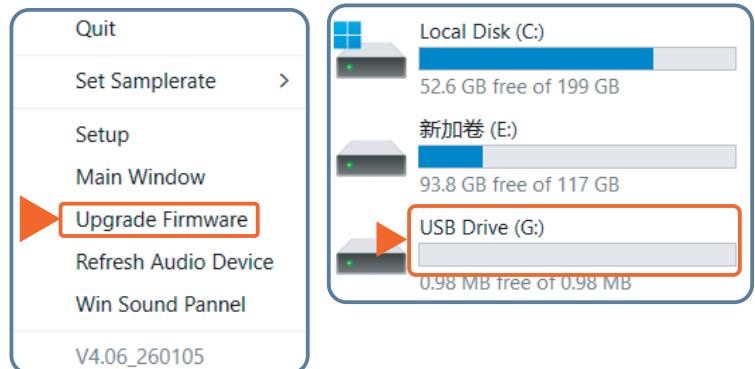 Quit
Set Samplerate >
Setup
Main Window
Upgrade Firmware
Refresh Audio Device
Win Sound Pannel
V4.06_260105
Local Disk (C:)
52.6 GB free of 199 GB
新加卷 (E:)
93.8 GB free of 117 GB
USB Drive (G:)
0.98 MB free of 0.98 MB